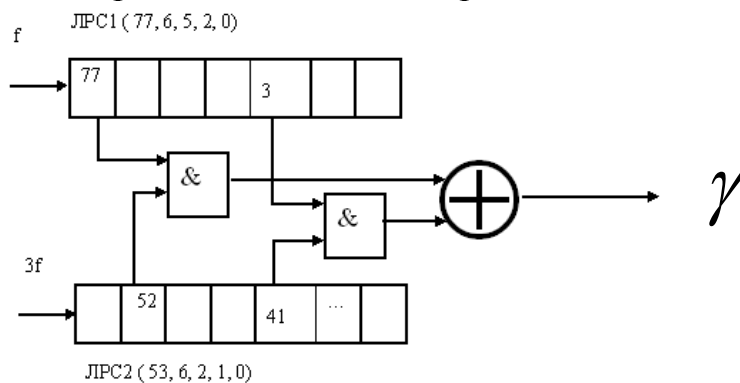 ЛРС1 ( 77, 6, 5, 2, 0)
f
77
3
&
&
γ
3f
52
41
...
ЛРС2 ( 53, 6, 2, 1, 0)